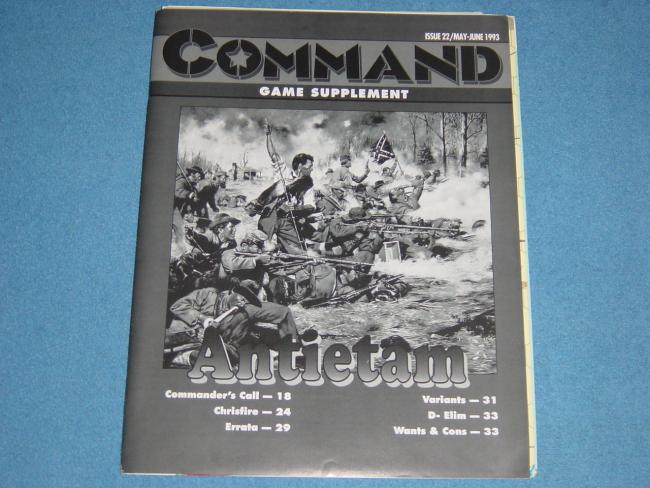 ISSUE 22/MAY-JUNE 1993
COMMAND
GAME SUPPLEMENT
Antietam
Commander's Call — 18
Chrisfire — 24
Errata — 29
Variants — 31
D- Elim — 33
Wants & Cons — 33